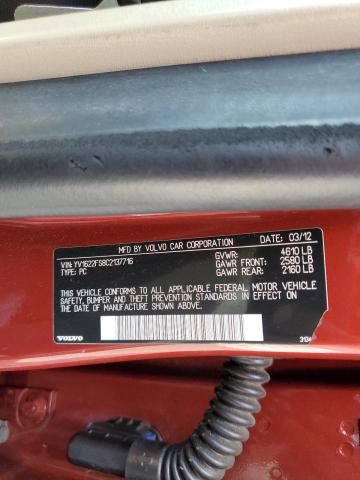 MFD BY VOLVO CAR CORPORATION DATE: 03/12
VIN: YV1622FS8C2137716 GVWR: 4610 LB
TYPE: PC GAWR FRONT: 2580 LB
GAWR REAR: 2160 LB
THIS VEHICLE CONFORMS TO ALL APPLICABLE FEDERAL MOTOR VEHICLE
SAFETY, BUMPER AND THEFT PREVENTION STANDARDS IN EFFECT ON THE
DATE OF MANUFACTURE SHOWN ABOVE.
VOLVO